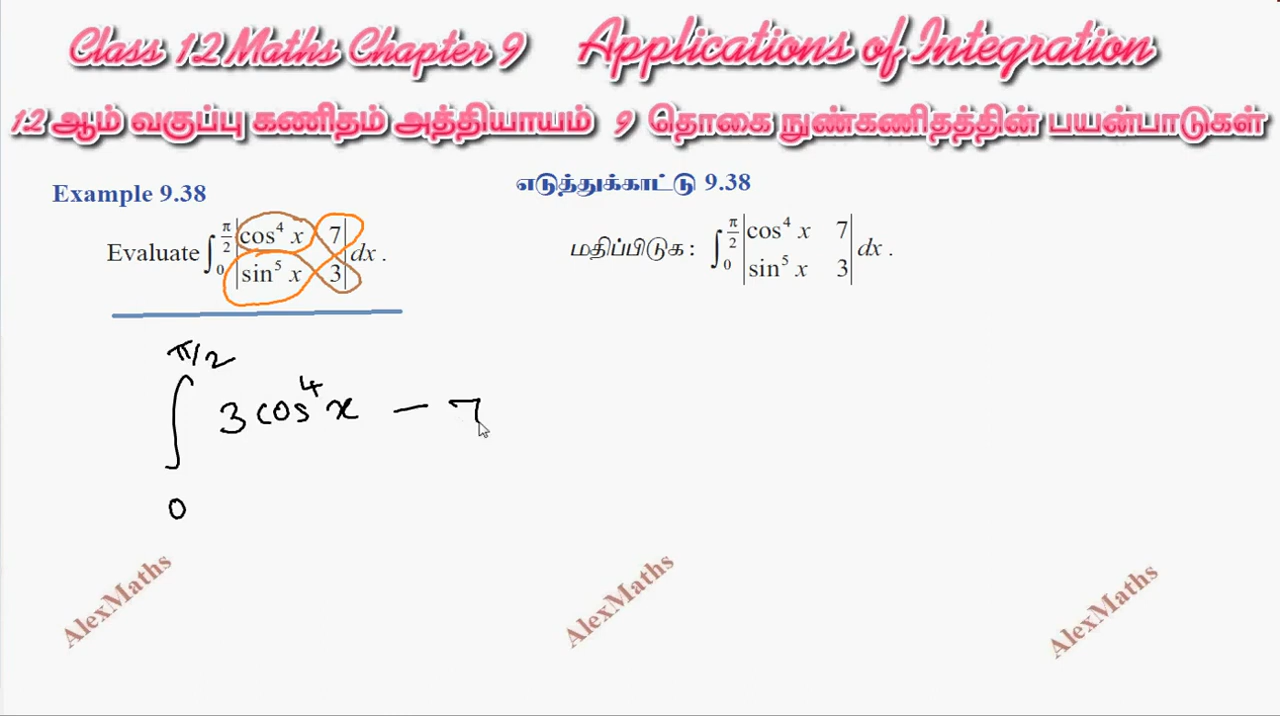 Class 12 Maths Chapter 9 Applications of Integration
12 ஆம் வகுப்பு கணிதம் அத்தியாயம் 9 தொகை நுண்கணிதத்தின் பயன்பாடுகள்
Example 9.38
எடுத்துக்காட்டு 9.38
Evaluate ∫₀^{π/2} |cos⁴ x 7; sin⁵ x 3| dx .
மதிப்பிடுக : ∫₀^{π/2} |cos⁴ x 7; sin⁵ x 3| dx .
∫₀^{π/2} 3 cos⁴ x − 7
AlexMaths
AlexMaths
AlexMaths